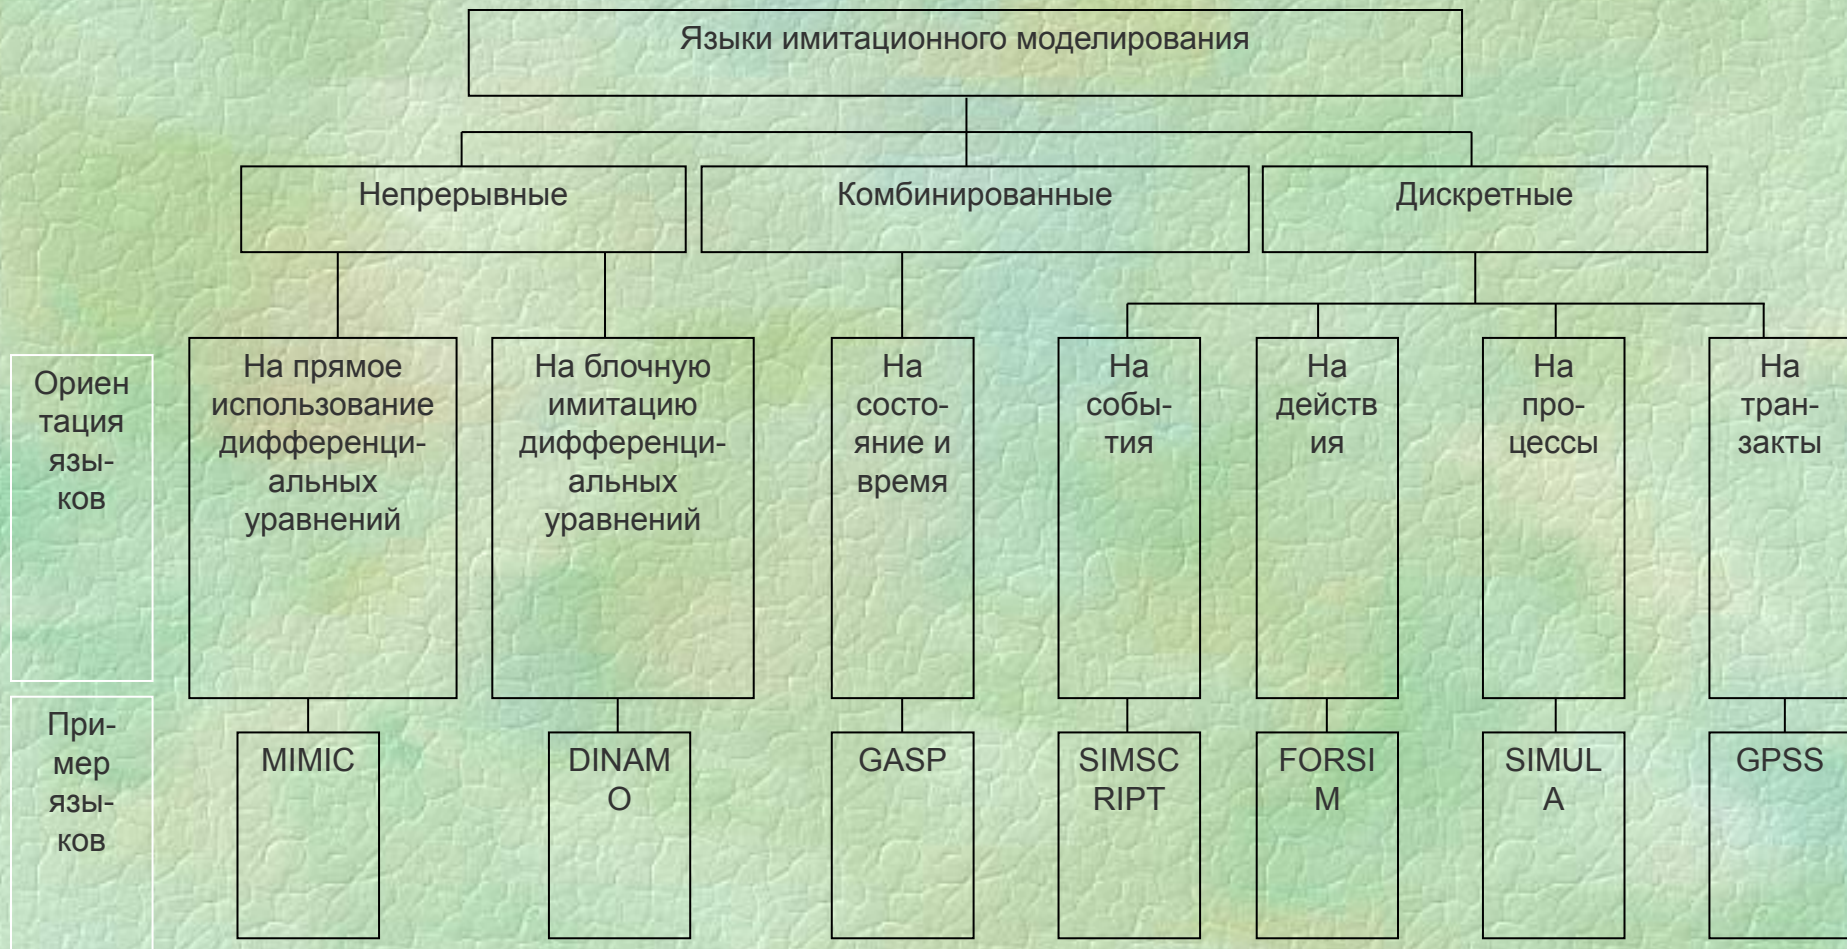 Языки имитационного моделирования
Непрерывные
Комбинированные
Дискретные
Ориен
тация
язы-
ков
На прямое
использование
дифференци-
альных
уравнений
На блочную
имитацию
дифференци-
альных
уравнений
На
состо-
яние и
время
На
собы-
тия
На
действ
ия
На
про-
цессы
На
тран-
закты
При-
мер
язы-
ков
MIMIC
DINAM
O
GASP
SIMSC
RIPT
FORSI
M
SIMUL
A
GPSS